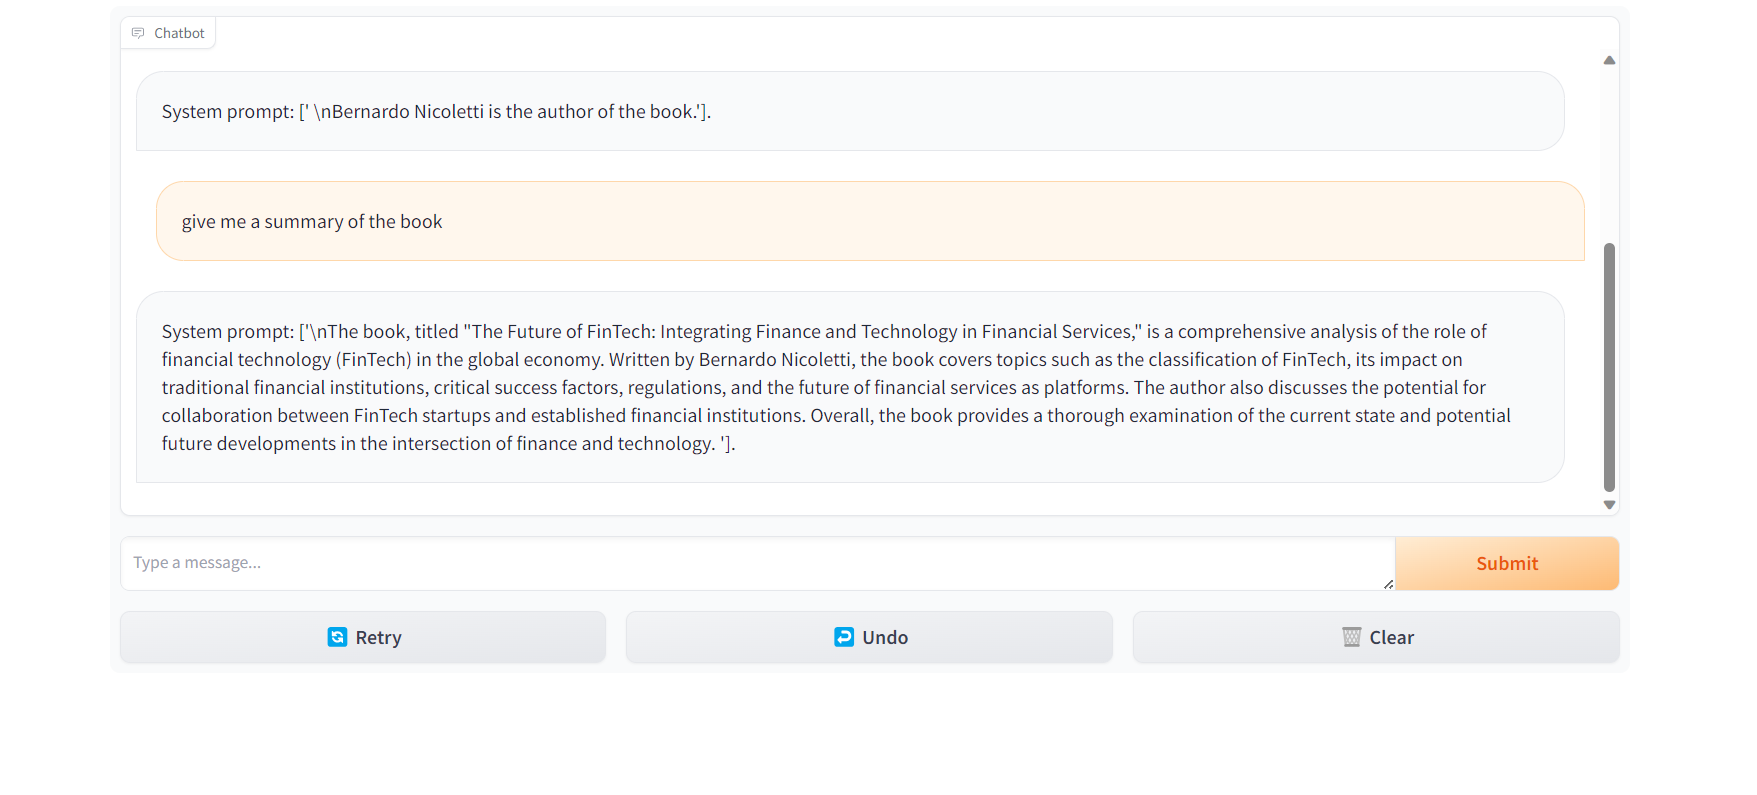 Chatbot
System prompt: [' \nBernardo Nicoletti is the author of the book.'].
give me a summary of the book
System prompt: ['\nThe book, titled "The Future of FinTech: Integrating Finance and Technology in Financial Services," is a comprehensive analysis of the role of
financial technology (FinTech) in the global economy. Written by Bernardo Nicoletti, the book covers topics such as the classification of FinTech, its impact on
traditional financial institutions, critical success factors, regulations, and the future of financial services as platforms. The author also discusses the potential for
collaboration between FinTech startups and established financial institutions. Overall, the book provides a thorough examination of the current state and potential
future developments in the intersection of finance and technology. '].
Type a message...
Submit
Retry
Undo
Clear